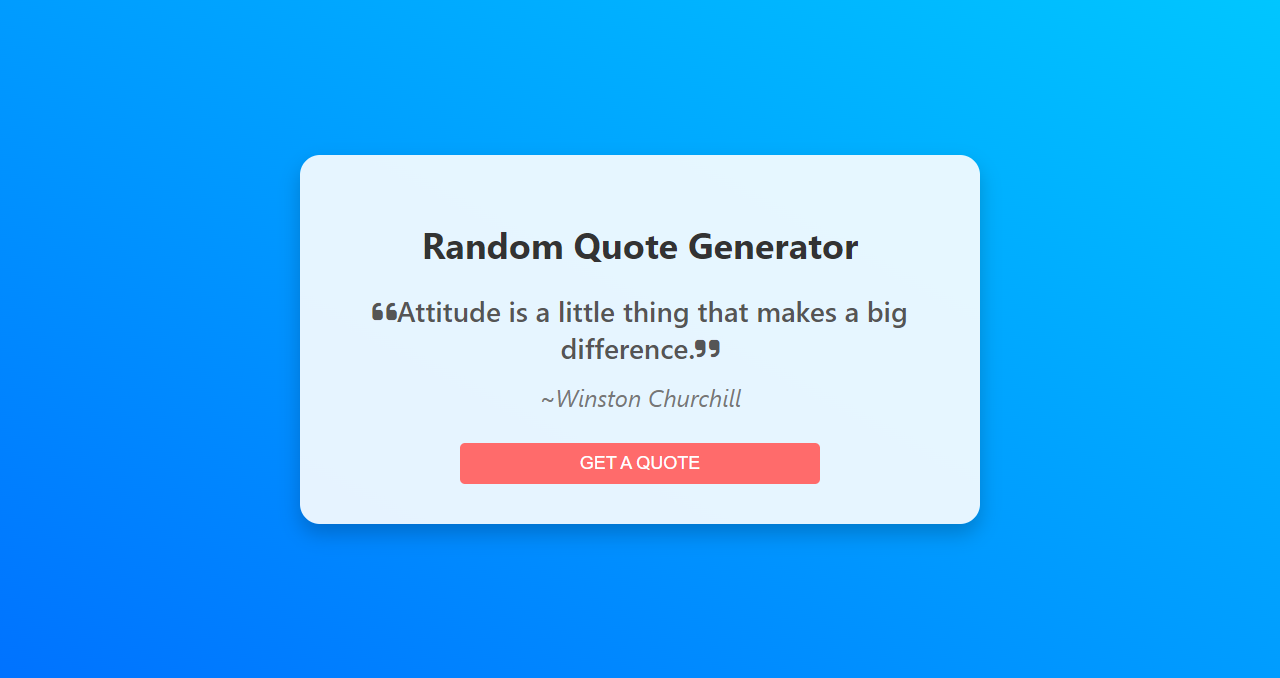 Random Quote Generator
❝Attitude is a little thing that makes a big
difference.❞
~Winston Churchill
GET A QUOTE